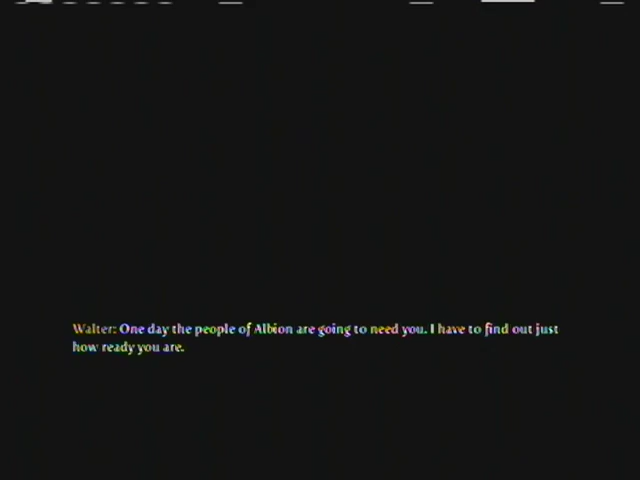 Walter: One day the people of Albion are going to need you. I have to find out just
how ready you are.